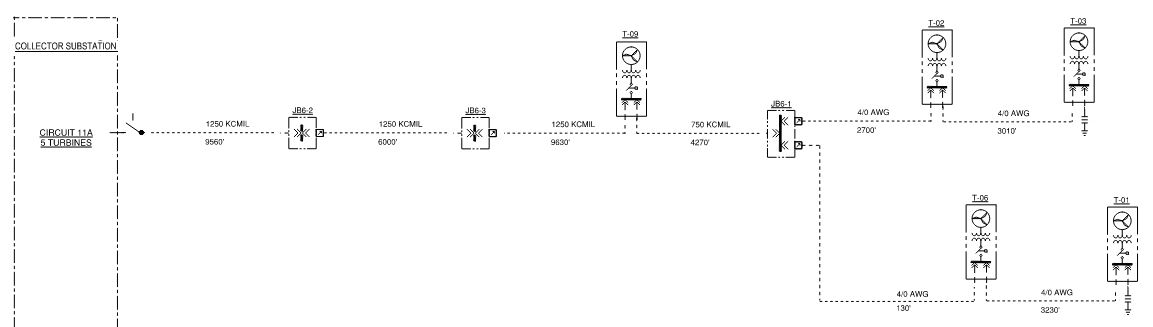 COLLECTOR SUBSTATION
CIRCUIT 11A
5 TURBINES
1250 KCMIL
9560'
JB6-2
1250 KCMIL
6000'
JB6-3
1250 KCMIL
9630'
T-09
750 KCMIL
4270'
JB6-1
4/0 AWG
2700'
T-02
4/0 AWG
3010'
T-03
4/0 AWG
130'
T-06
4/0 AWG
3230'
T-01